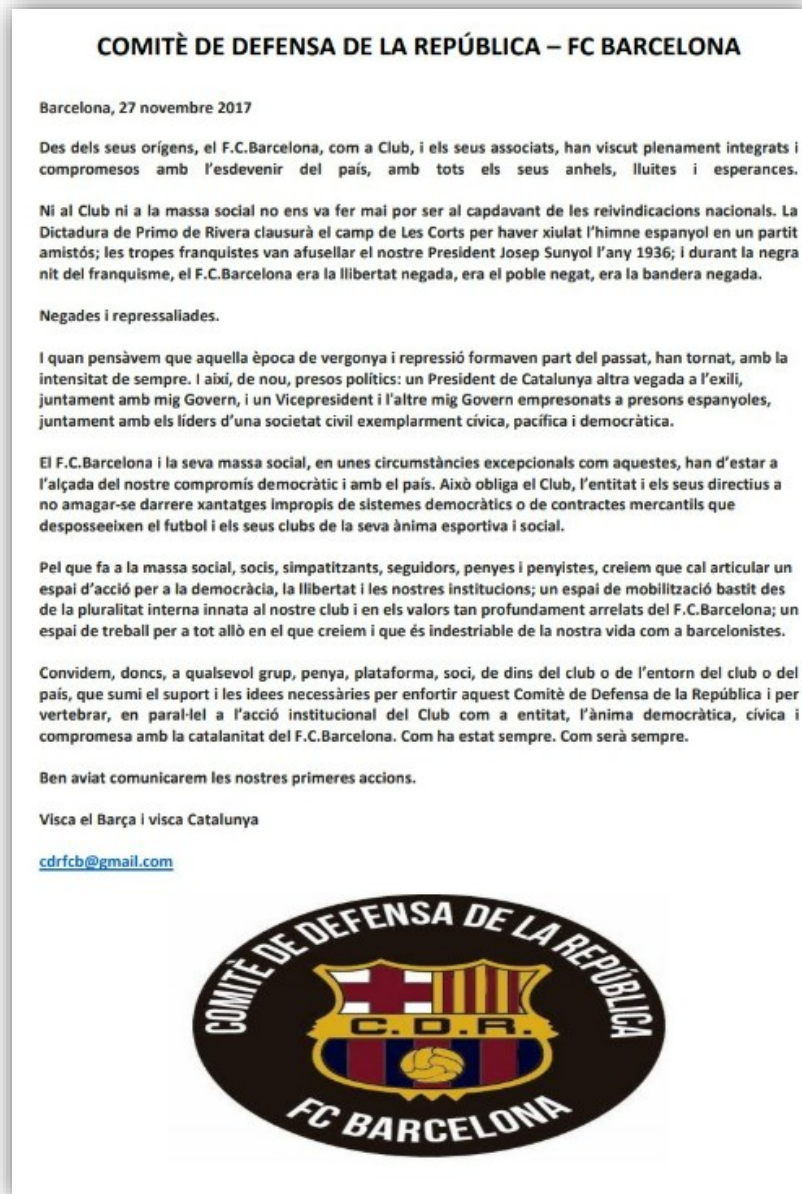 COMITÈ DE DEFENSA DE LA REPÚBLICA – FC BARCELONA
Barcelona, 27 novembre 2017
Des dels seus orígens, el F.C.Barcelona, com a Club, i els seus associats, han viscut plenament integrats i
compromesos amb l'esdevenir del país, amb tots els seus anhels, lluites i esperances.
Ni al Club ni a la massa social no ens va fer mai por ser al capdavant de les reivindicacions nacionals. La
Dictadura de Primo de Rivera clausurà el camp de Les Corts per haver xiulat l'himne espanyol en un partit
amistós; les tropes franquistes van afusellar el nostre President Josep Sunyol l'any 1936; i durant la negra
nit del franquisme, el F.C.Barcelona era la llibertat negada, era el poble negat, era la bandera negada.
Negades i repressaliades.
I quan pensàvem que aquella època de vergonya i repressió formaven part del passat, han tornat, amb la
intensitat de sempre. I així, de nou, presos polítics: un President de Catalunya altra vegada a l'exili,
juntament amb mig Govern, i un Vicepresident i l'altre mig Govern empresonats a presons espanyoles,
juntament amb els líders d'una societat civil exemplarment cívica, pacífica i democràtica.
El F.C.Barcelona i la seva massa social, en unes circumstàncies excepcionals com aquestes, han d'estar a
l'alçada del nostre compromís democràtic i amb el país. Això obliga el Club, l'entitat i els seus directius a
no amagar-se darrere xantatges impropis de sistemes democràtics o de contractes mercantils que
desposseeixen el futbol i els seus clubs de la seva ànima esportiva i social.
Pel que fa a la massa social, socis, simpatitzants, seguidors, penyes i penyistes, creiem que cal articular un
espai d'acció per a la democràcia, la llibertat i les nostres institucions; un espai de mobilització bastit des
de la pluralitat interna innata al nostre club i en els valors tan profundament arrelats del F.C.Barcelona; un
espai de treball per a tot allò en el que creiem i que és indestriable de la nostra vida com a barcelonistes.
Convidem, doncs, a qualsevol grup, penya, plataforma, soci, de dins del club o de l'entorn del club o del
país, que sumi el suport i les idees necessàries per enfortir aquest Comitè de Defensa de la República i per
vertebrar, en paral·lel a l'acció institucional del Club com a entitat, l'ànima democràtica, cívica i
compromesa amb la catalanitat del F.C.Barcelona. Com ha estat sempre. Com serà sempre.
Ben aviat comunicarem les nostres primeres accions.
Visca el Barça i visca Catalunya
cdrfcb@gmail.com
COMITÈ DE DEFENSA DE LA REPÚBLICA
C.D.R.
FC BARCELONA